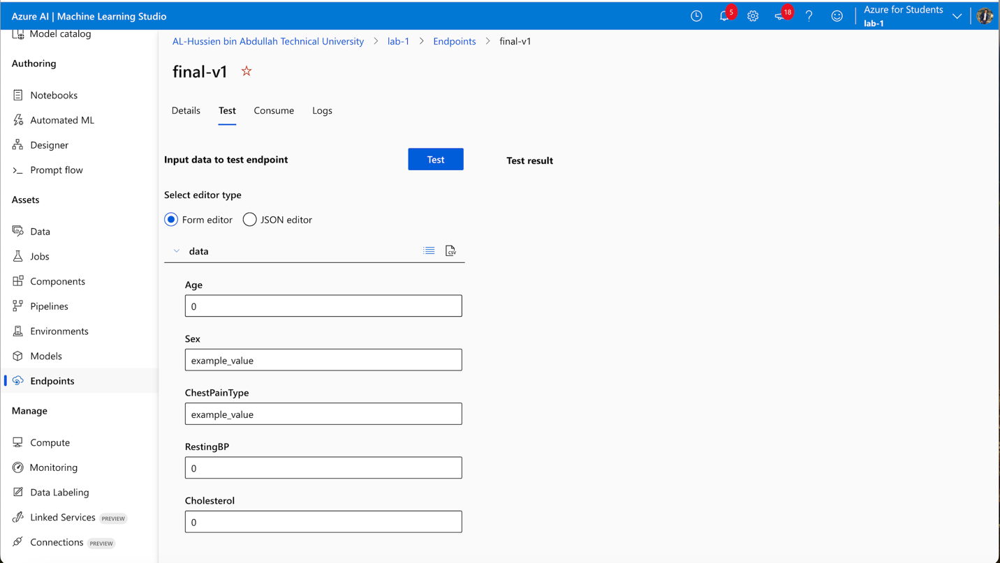 Azure AI | Machine Learning Studio
5
18
Azure for Students
lab-1
Model catalog
Authoring
Notebooks
Automated ML
Designer
Prompt flow
Assets
Data
Jobs
Components
Pipelines
Environments
Models
Endpoints
Manage
Compute
Monitoring
Data Labeling
Linked Services PREVIEW
Connections PREVIEW
AL-Hussien bin Abdullah Technical University > lab-1 > Endpoints > final-v1
final-v1
Details Test Consume Logs
Input data to test endpoint
Test
Test result
Select editor type
Form editor JSON editor
data
CSV
Age
0
Sex
example_value
ChestPainType
example_value
RestingBP
0
Cholesterol
0